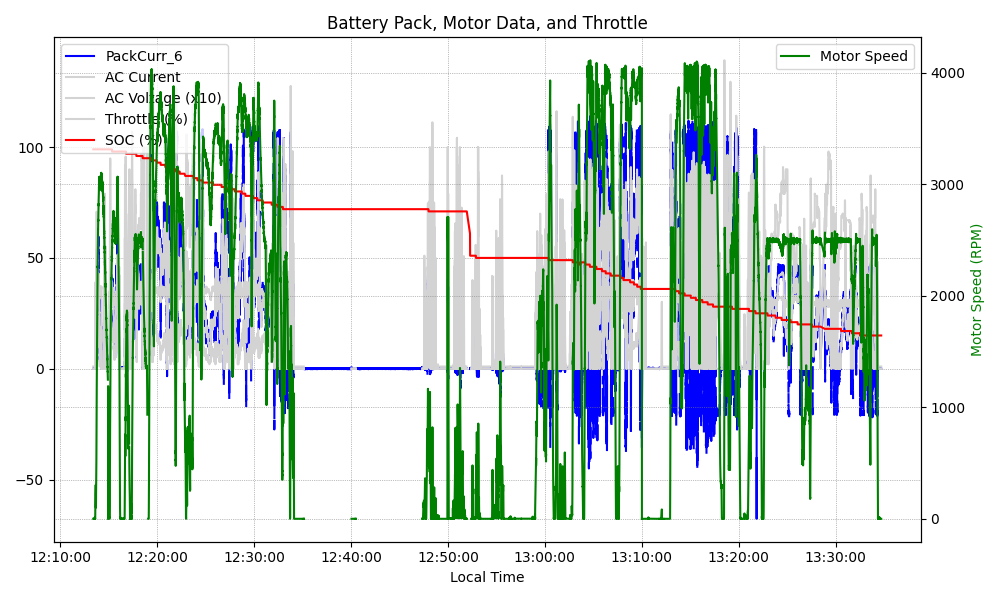 Battery Pack, Motor Data, and Throttle
PackCurr_6
AC Current
AC Voltage (x10)
Throttle (%)
SOC (%)
Motor Speed
100
50
0
−50
4000
3000
2000
1000
0
Motor Speed (RPM)
12:10:00
12:20:00
12:30:00
12:40:00
12:50:00
13:00:00
13:10:00
13:20:00
13:30:00
Local Time